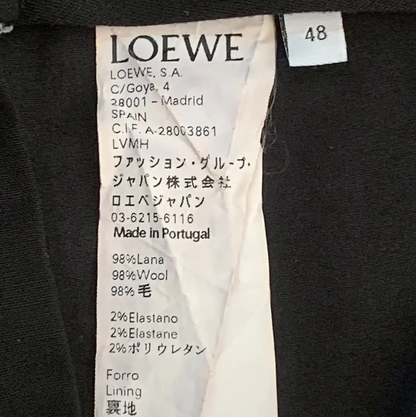 LOEWE
48
LOEWE, S.A.
C/Goya, 4
28001 - Madrid
SPAIN
C.I.F. A-28003861
LVMH
ファッション・グループ・
ジャパン株式会社
ロエベジャパン
03-6215-6116
Made in Portugal
98%Lana
98%Wool
98%毛
2%Elastano
2%Elastane
2%ポリウレタン
Forro
Lining
裏地